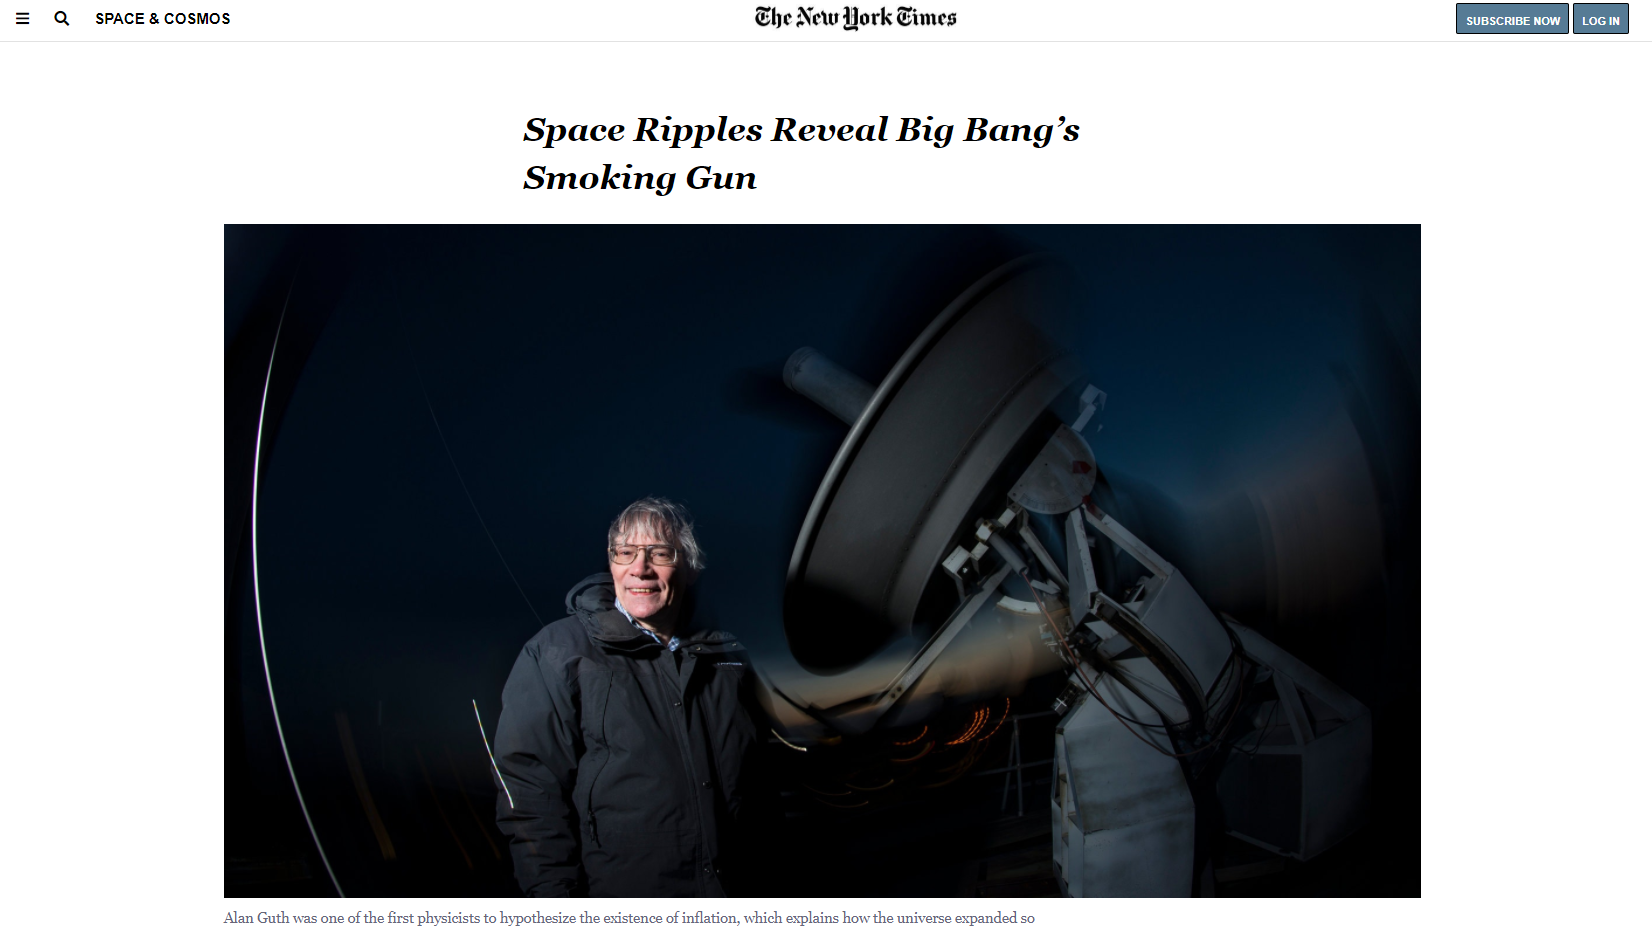 SPACE & COSMOS
The New York Times
SUBSCRIBE NOW
LOG IN
Space Ripples Reveal Big Bang’s
Smoking Gun
Alan Guth was one of the first physicists to hypothesize the existence of inflation, which explains how the universe expanded so